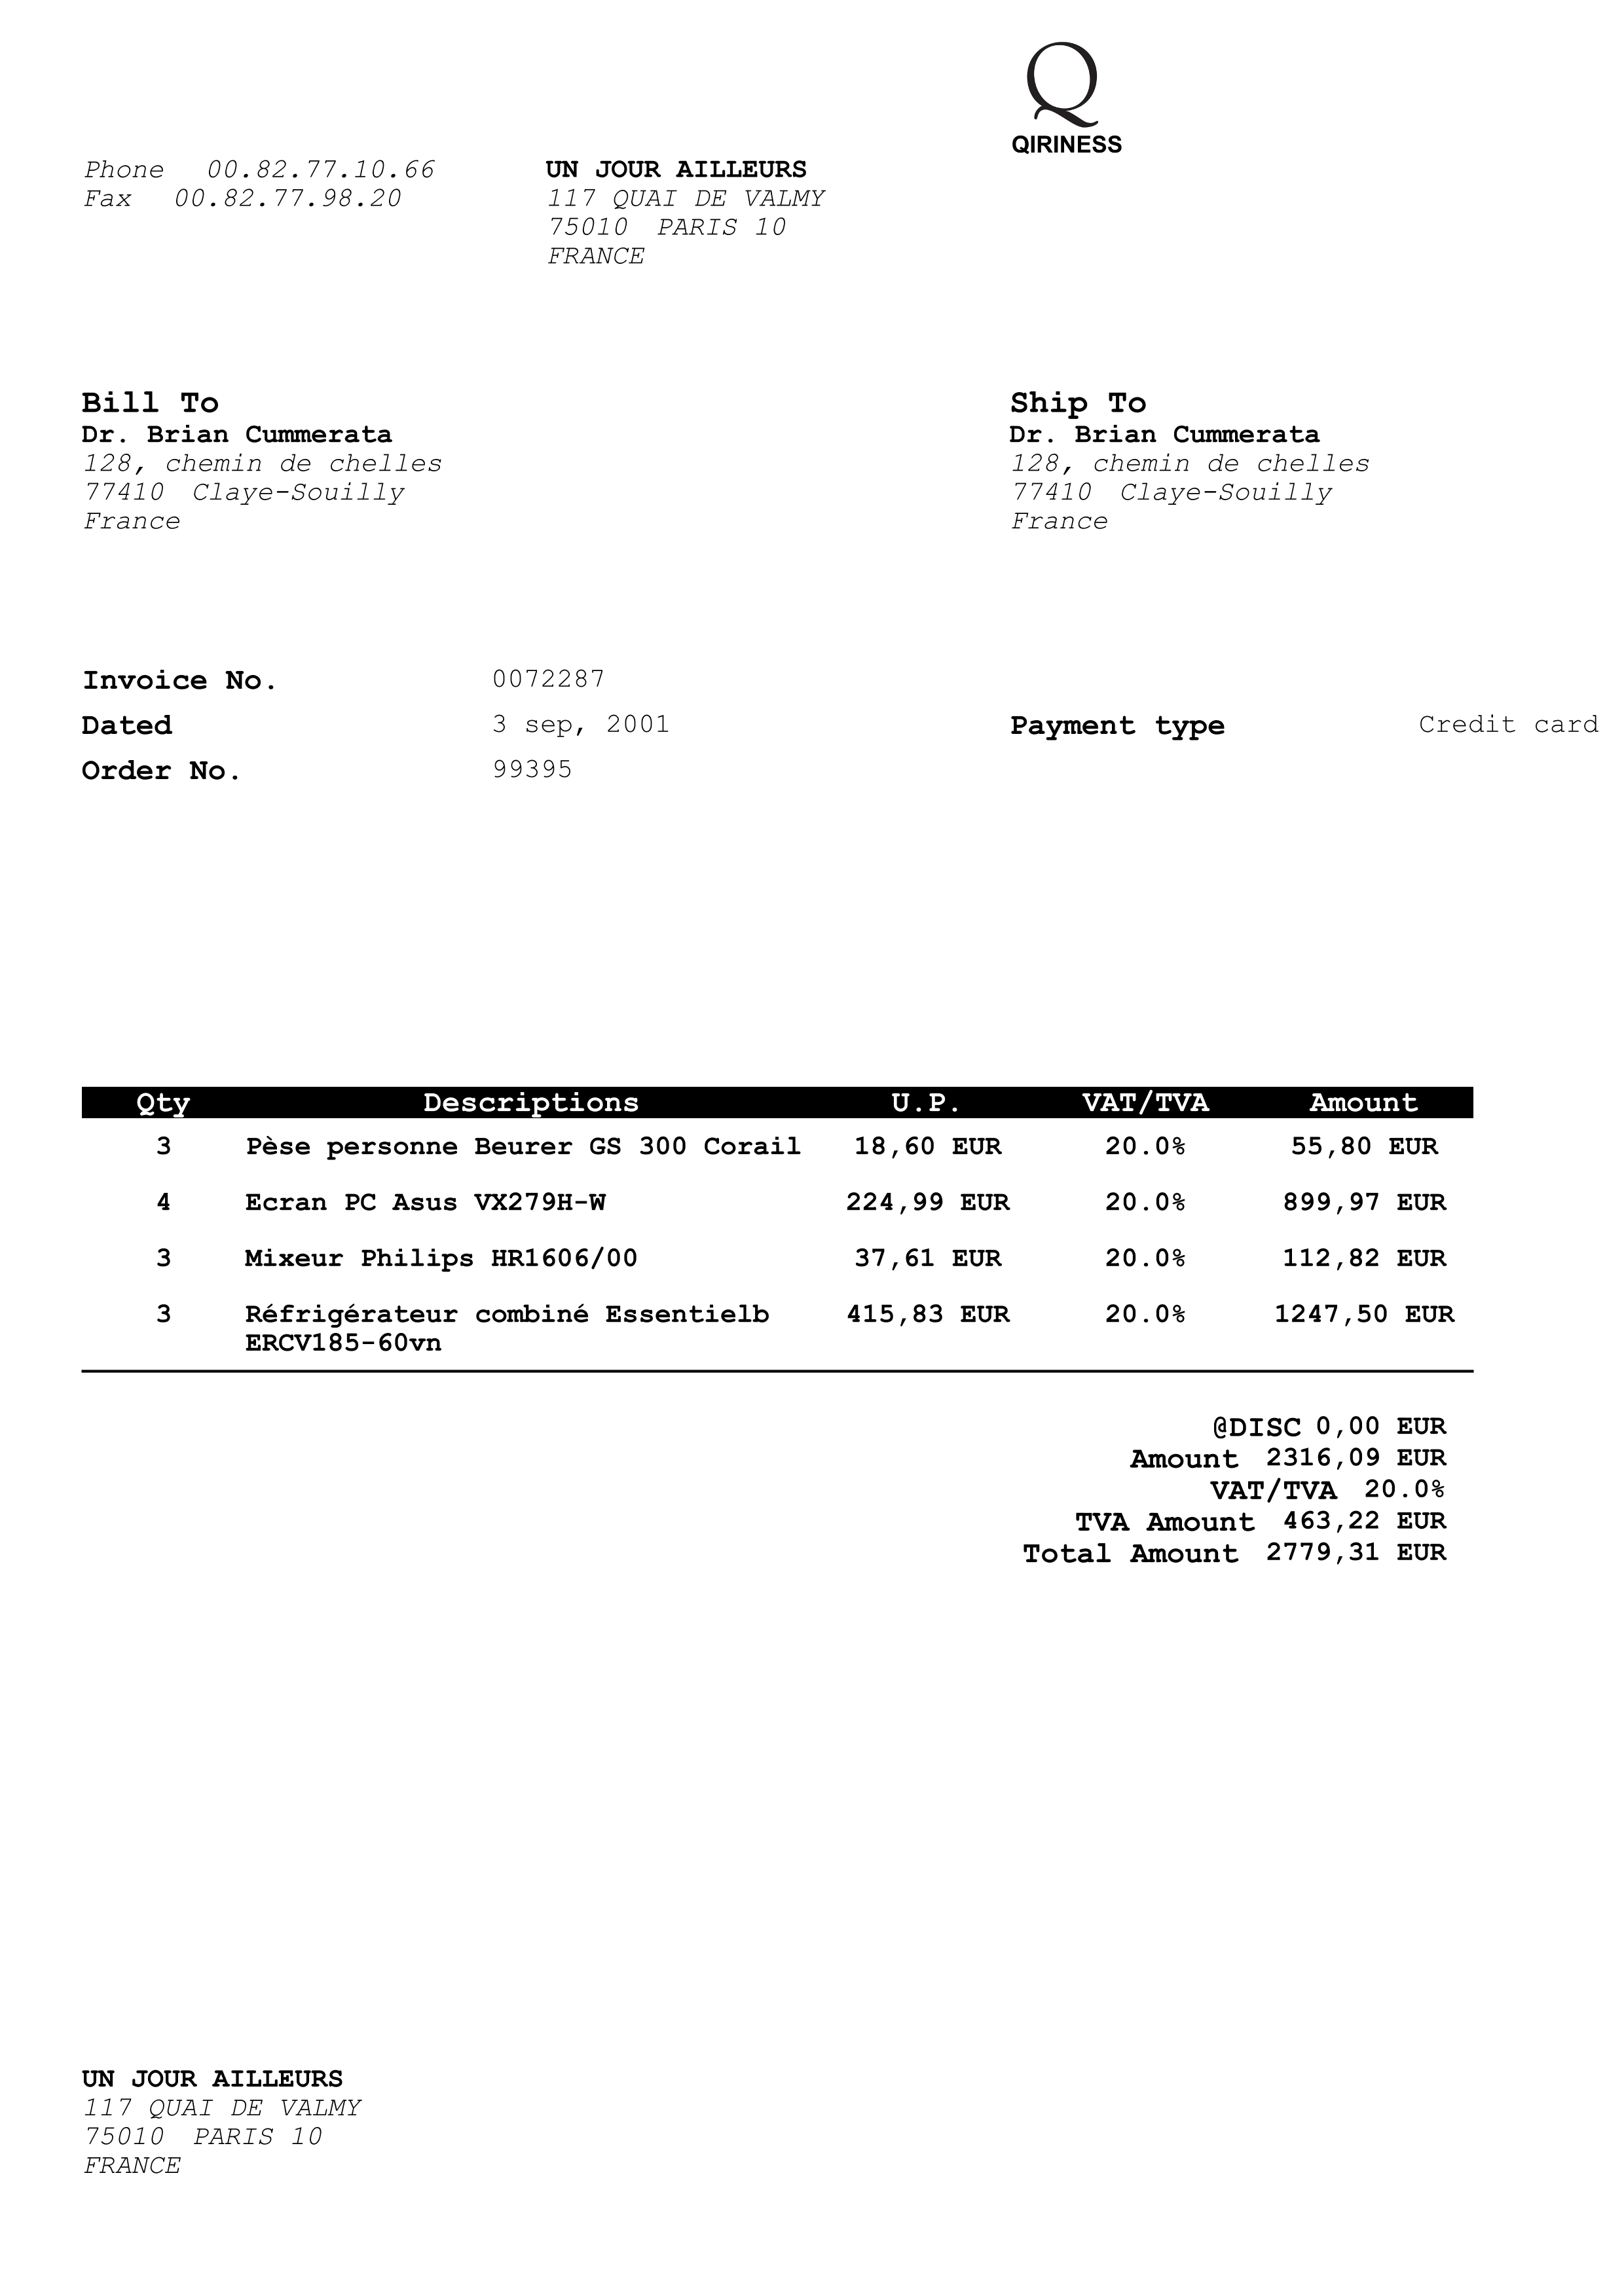 Q
QIRINESS
Phone 00.82.77.10.66
Fax 00.82.77.98.20
UN JOUR AILLEURS
117 QUAI DE VALMY
75010 PARIS 10
FRANCE
Bill To
Dr. Brian Cummerata
128, chemin de chelles
77410 Claye-Souilly
France
Ship To
Dr. Brian Cummerata
128, chemin de chelles
77410 Claye-Souilly
France
Invoice No. 0072287
Dated 3 sep, 2001 Payment type Credit card
Order No. 99395
Qty Descriptions U.P. VAT/TVA Amount
3 Pèse personne Beurer GS 300 Corail 18,60 EUR 20.0% 55,80 EUR
4 Ecran PC Asus VX279H-W 224,99 EUR 20.0% 899,97 EUR
3 Mixeur Philips HR1606/00 37,61 EUR 20.0% 112,82 EUR
3 Réfrigérateur combiné Essentielb 415,83 EUR 20.0% 1247,50 EUR
ERCV185-60vn
@DISC 0,00 EUR
Amount 2316,09 EUR
VAT/TVA 20.0%
TVA Amount 463,22 EUR
Total Amount 2779,31 EUR
UN JOUR AILLEURS
117 QUAI DE VALMY
75010 PARIS 10
FRANCE